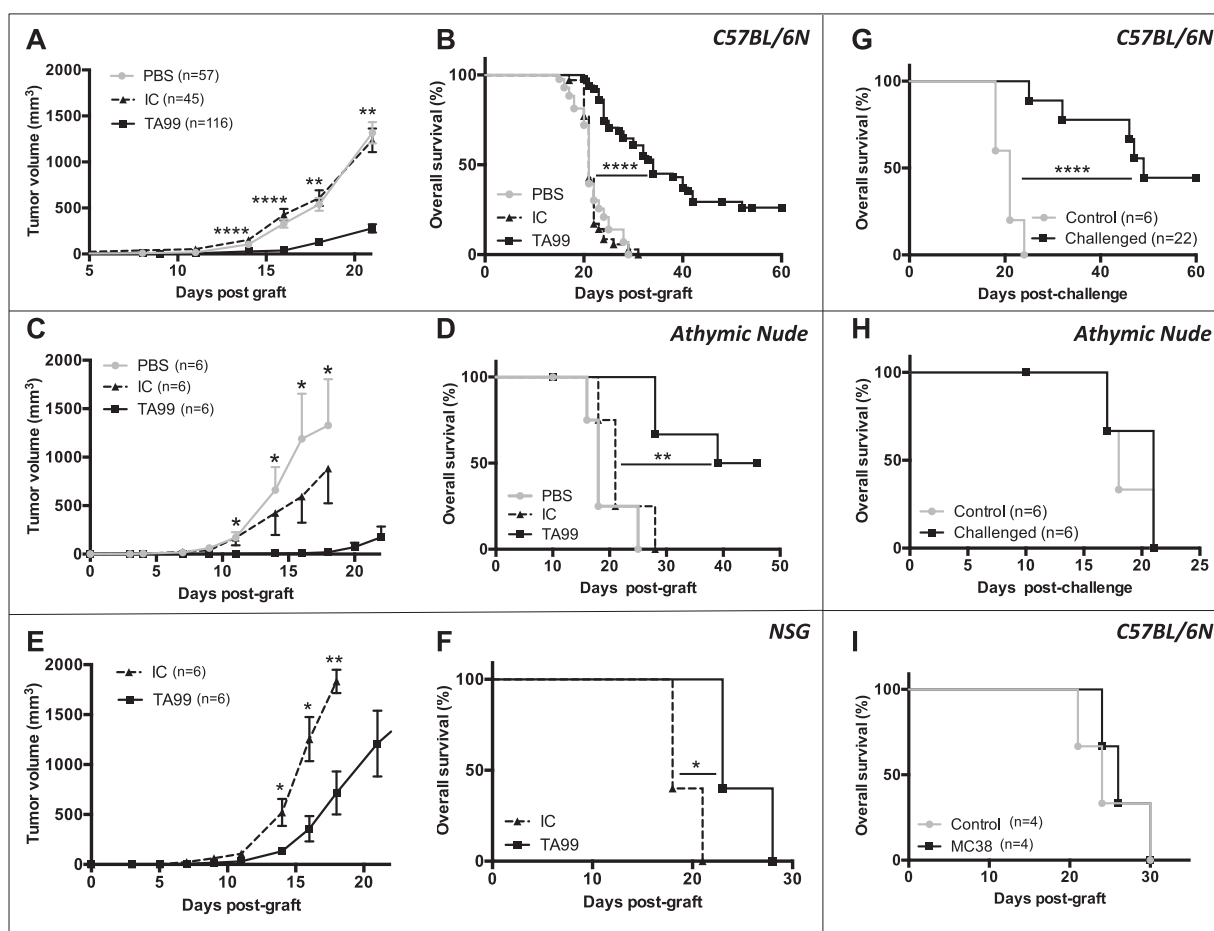 A
Tumor volume (mm³)
2000
1500
1000
500
0
5
10
15
20
Days post graft
PBS (n=57)
IC (n=45)
TA99 (n=116)
****
****
**
**
B
C57BL/6N
Overall survival (%)
100
50
0
0
20
40
60
Days post-graft
****
PBS
IC
TA99
G
C57BL/6N
Overall survival (%)
100
50
0
0
20
40
60
Days post-challenge
****
Control (n=6)
Challenged (n=22)
C
Tumor volume (mm³)
2000
1500
1000
500
0
0
5
10
15
20
Days post-graft
PBS (n=6)
IC (n=6)
TA99 (n=6)
*
*
*
*
D
Athymic Nude
Overall survival (%)
100
50
0
0
10
20
30
40
50
Days post-graft
**
PBS
IC
TA99
H
Athymic Nude
Overall survival (%)
100
50
0
0
5
10
15
20
25
Days post-challenge
Control (n=6)
Challenged (n=6)
E
Tumor volume (mm³)
2000
1500
1000
500
0
0
5
10
15
20
Days post-graft
IC (n=6)
TA99 (n=6)
*
*
**
F
NSG
Overall survival (%)
100
50
0
0
10
20
30
Days post-graft
*
IC
TA99
I
C57BL/6N
Overall survival (%)
100
50
0
0
10
20
30
Days post-graft
Control (n=4)
MC38 (n=4)